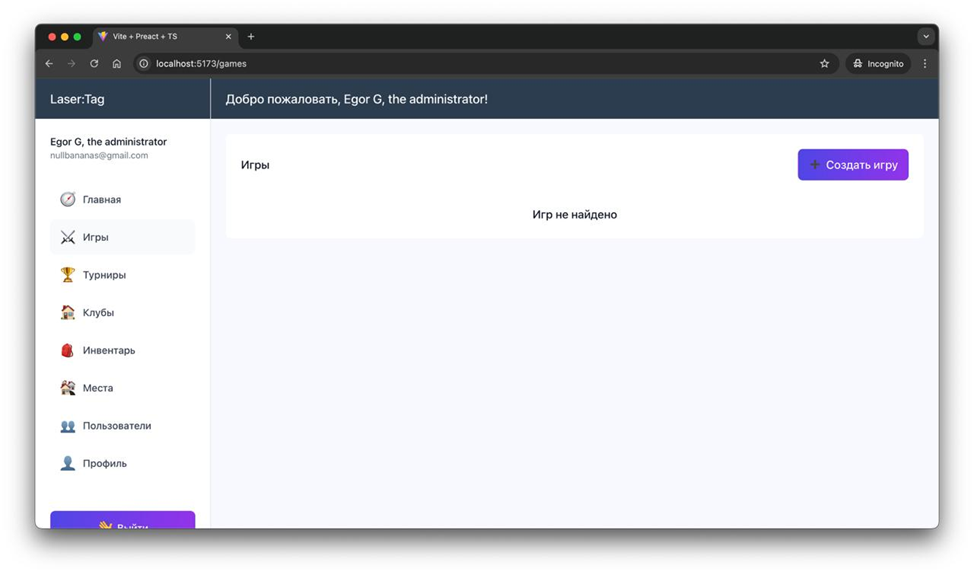 Vite + Preact + TS
localhost:5173/games
Incognito
Laser:Tag
Добро пожаловать, Egor G, the administrator!
Egor G, the administrator
nullbananas@gmail.com
Главная
Игры
Турниры
Клубы
Инвентарь
Места
Пользователи
Профиль
Выйти
Игры
Создать игру
Игр не найдено